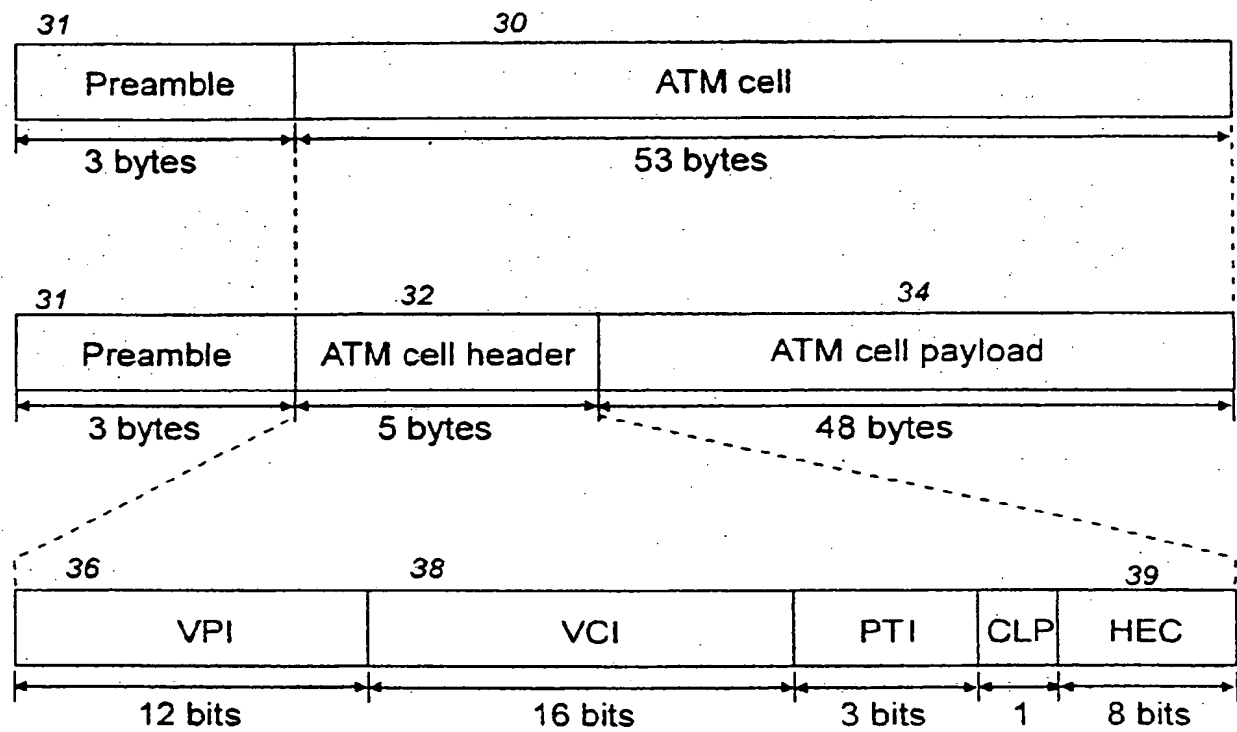 31 30
Preamble ATM cell
3 bytes 53 bytes
31 32 34
Preamble ATM cell header ATM cell payload
3 bytes 5 bytes 48 bytes
36 38 39
VPI VCI PTI CLP HEC
12 bits 16 bits 3 bits 1 8 bits